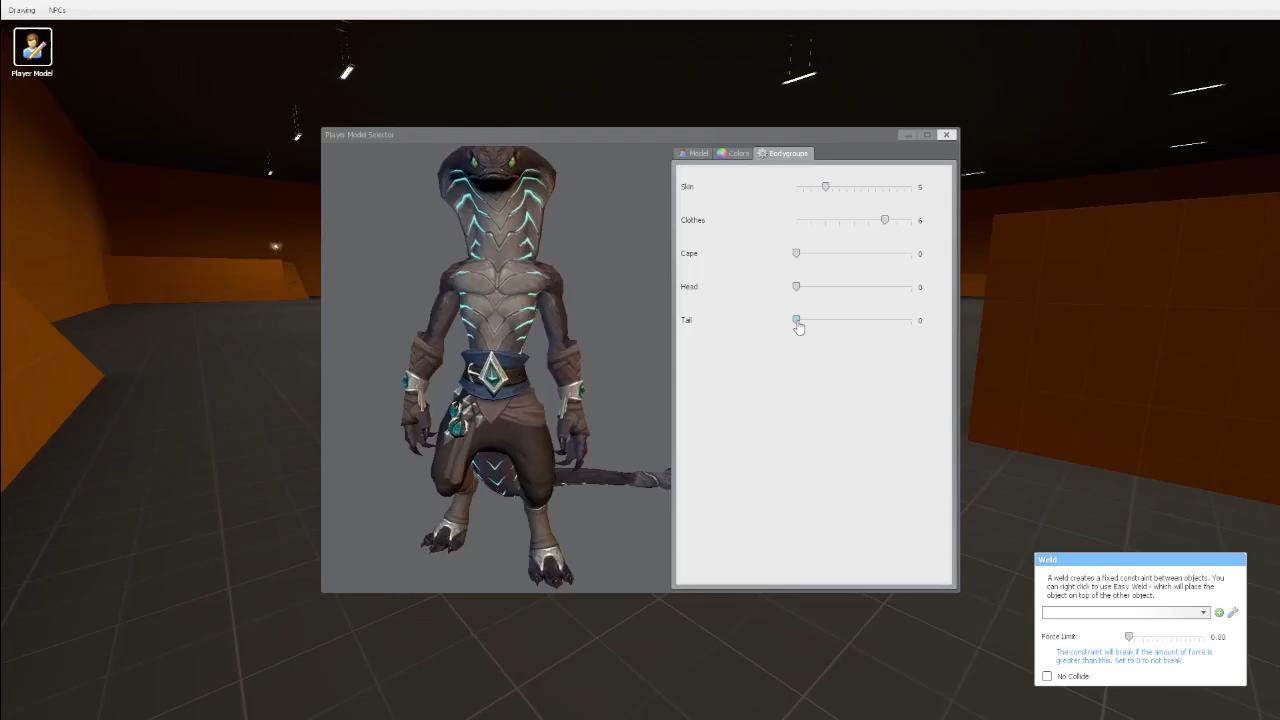 Drawing NPCs
Player Model
Player Model Selector
Model Colors Bodygroups
Skin 5
Clothes 6
Cape 0
Head 0
Tail 0
Weld
A weld creates a fixed constraint between objects. You
can right click to use Easy Weld - which will place the
object on top of the other object.
Force Limit: 0.00
The constraint will break if the amount of force is
greater than this. Set to 0 to not break.
No Collide